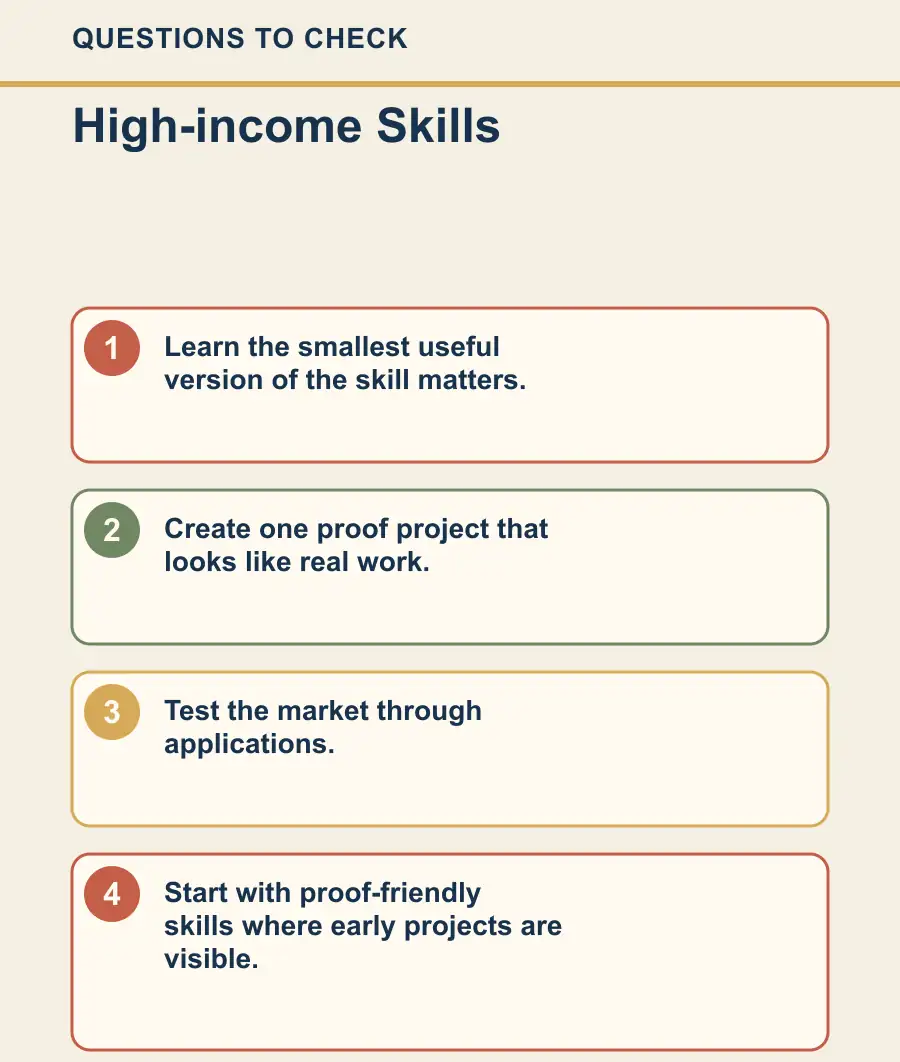 QUESTIONS TO CHECK
High-income Skills
1
Learn the smallest useful
version of the skill matters.
2
Create one proof project that
looks like real work.
3
Test the market through
applications.
4
Start with proof-friendly
skills where early projects are
visible.